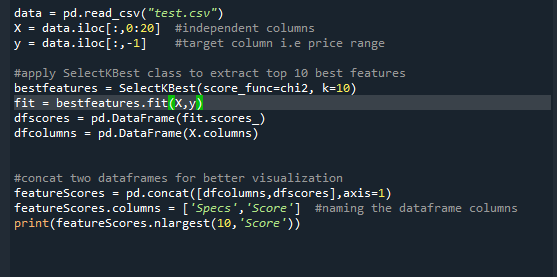 data = pd.read_csv("test.csv")
X = data.iloc[:,0:20]  #independent columns
y = data.iloc[:,-1]    #target column i.e price range
#apply SelectKBest class to extract top 10 best features
bestfeatures = SelectKBest(score_func=chi2, k=10)
fit = bestfeatures.fit(X,y)
dfscores = pd.DataFrame(fit.scores_)
dfcolumns = pd.DataFrame(X.columns)
#concat two dataframes for better visualization
featureScores = pd.concat([dfcolumns,dfscores],axis=1)
featureScores.columns = ['Specs','Score']  #naming the dataframe columns
print(featureScores.nlargest(10,'Score'))